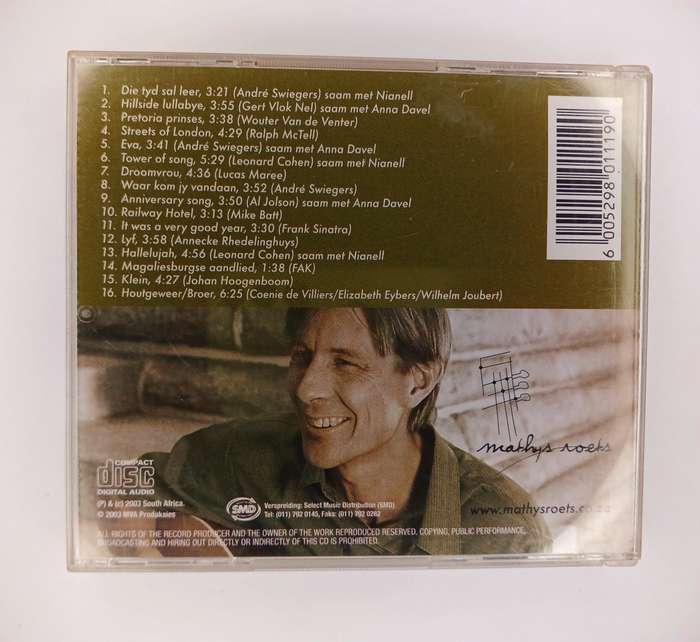 1. Die tyd sal leer, 3:21 (André Swiegers) saam met Nianell
2. Hillside lullabye, 3:55 (Gert Vlok Nel) saam met Anna Davel
3. Pretoria prinses, 3:38 (Wouter Van de Venter)
4. Streets of London, 4:29 (Ralph McTell)
5. Eva, 3:41 (André Swiegers) saam met Anna Davel
6. Tower of song, 5:29 (Leonard Cohen) saam met Nianell
7. Droomvrou, 4:36 (Lucas Maree)
8. Waar kom jy vandaan, 3:52 (André Swiegers)
9. Anniversary song, 3:50 (Al Jolson) saam met Anna Davel
10. Railway Hotel, 3:13 (Mike Batt)
11. It was a very good year, 3:30 (Frank Sinatra)
12. Lyf, 3:58 (Annecke Rhedelinghuys)
13. Hallelujah, 4:56 (Leonard Cohen) saam met Nianell
14. Magaliesburgse aandlied, 1:38 (FAK)
15. Klein, 4:27 (Johan Hoogenboom)
16. Houtgeweer/Broer, 6:25 (Coenie de Villiers/Elizabeth Eybers/Wilhelm Joubert)
6 005298 011190
mathys roets
www.mathysroets.co.za
COMPACT
disc
DIGITAL AUDIO
(P) & (c) 2003 South Africa.
© 2003 MVA Produksies
SMD
Verspreiding: Select Music Distribution (SMD)
Tel: (011) 792 0145, Faks: (011) 792 0262
ALL RIGHTS OF THE RECORD PRODUCER AND THE OWNER OF THE WORK REPRODUCED RESERVED. COPYING, PUBLIC PERFORMANCE,
BROADCASTING AND HIRING OUT DIRECTLY OR INDIRECTLY OF THIS CD IS PROHIBITED.